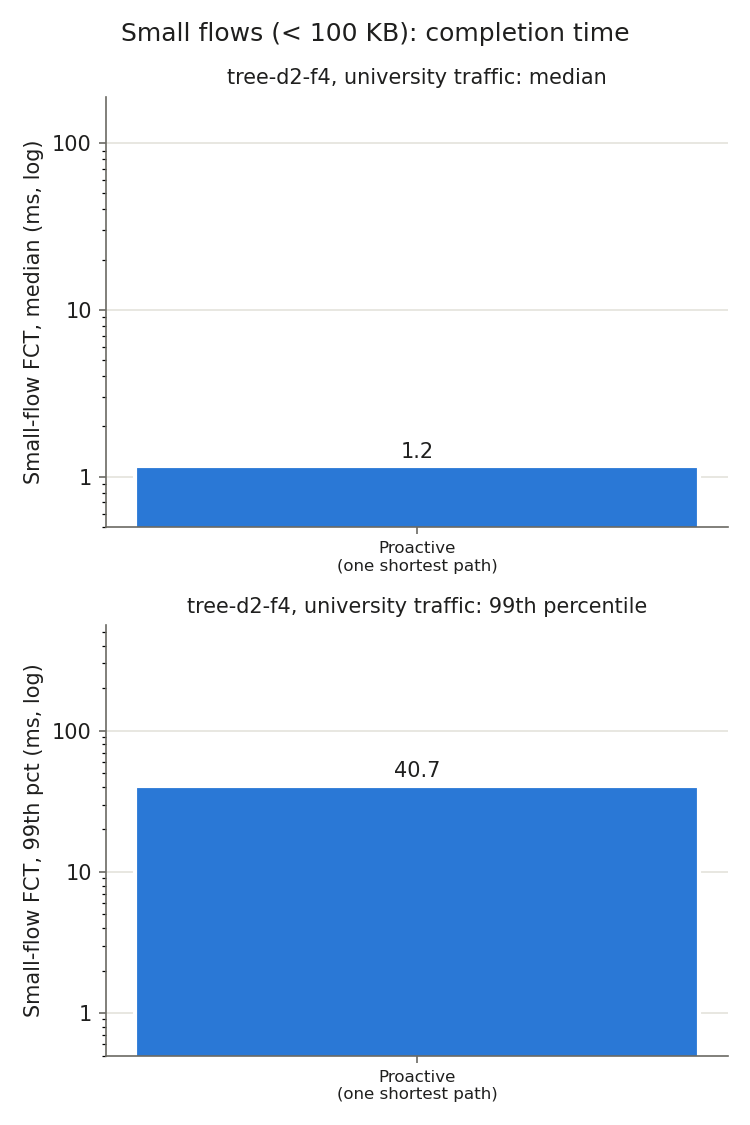 Small flows (< 100 KB): completion time
tree-d2-f4, university traffic: median
Small-flow FCT, median (ms, log)
100
10
1
1.2
Proactive
(one shortest path)
tree-d2-f4, university traffic: 99th percentile
Small-flow FCT, 99th pct (ms, log)
100
10
1
40.7
Proactive
(one shortest path)